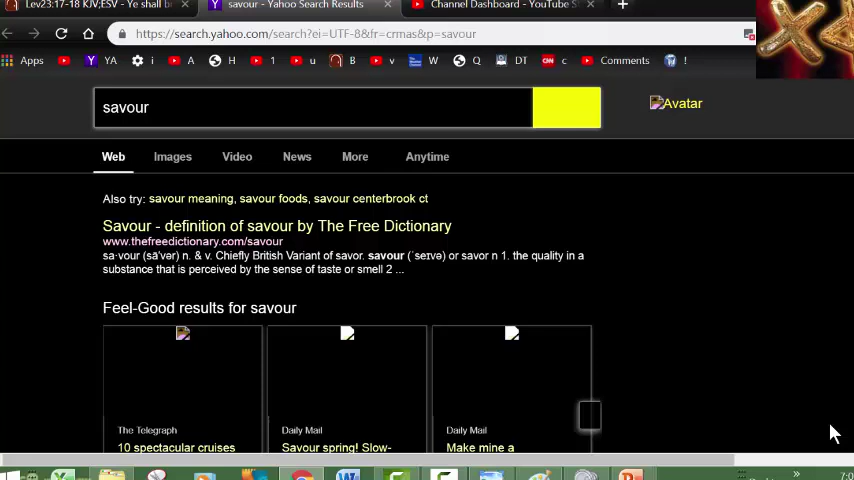 Lev23:17-18 KJV;ESV - Ye shall b
savour - Yahoo Search Results
Channel Dashboard - YouTube S
https://search.yahoo.com/search?ei=UTF-8&fr=crmas&p=savour
Apps
YA
i
A
H
1
u
B
v
W
Q
DT
c
Comments
!
savour
Avatar
Web
Images
Video
News
More
Anytime
Also try: savour meaning, savour foods, savour centerbrook ct
Savour - definition of savour by The Free Dictionary
www.thefreedictionary.com/savour
sa·vour (sā′vər) n. & v. Chiefly British Variant of savor. savour (ˈseɪvə) or savor n 1. the quality in a
substance that is perceived by the sense of taste or smell 2 ...
Feel-Good results for savour
The Telegraph
10 spectacular cruises
Daily Mail
Savour spring! Slow-
Daily Mail
Make mine a
7:0